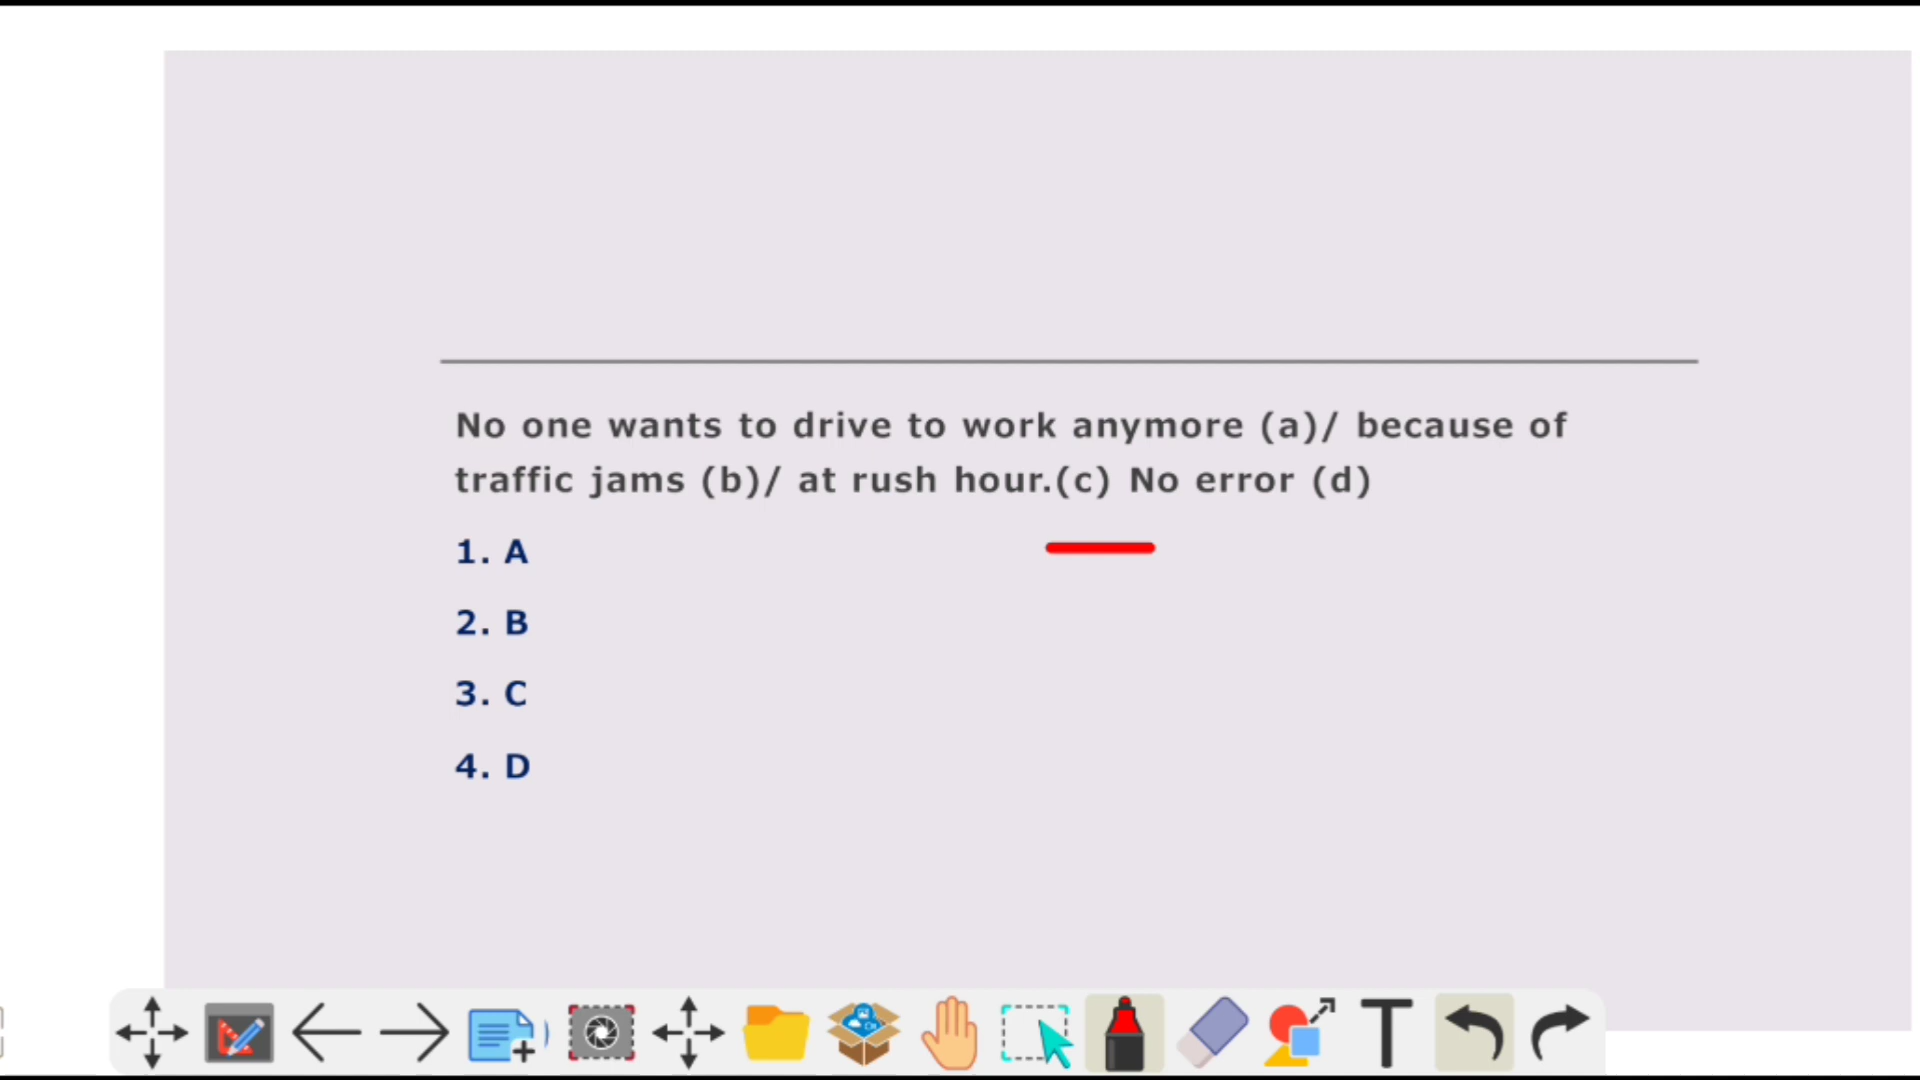 No one wants to drive to work anymore (a)/ because of
traffic jams (b)/ at rush hour.(c) No error (d)
1. A
2. B
3. C
4. D